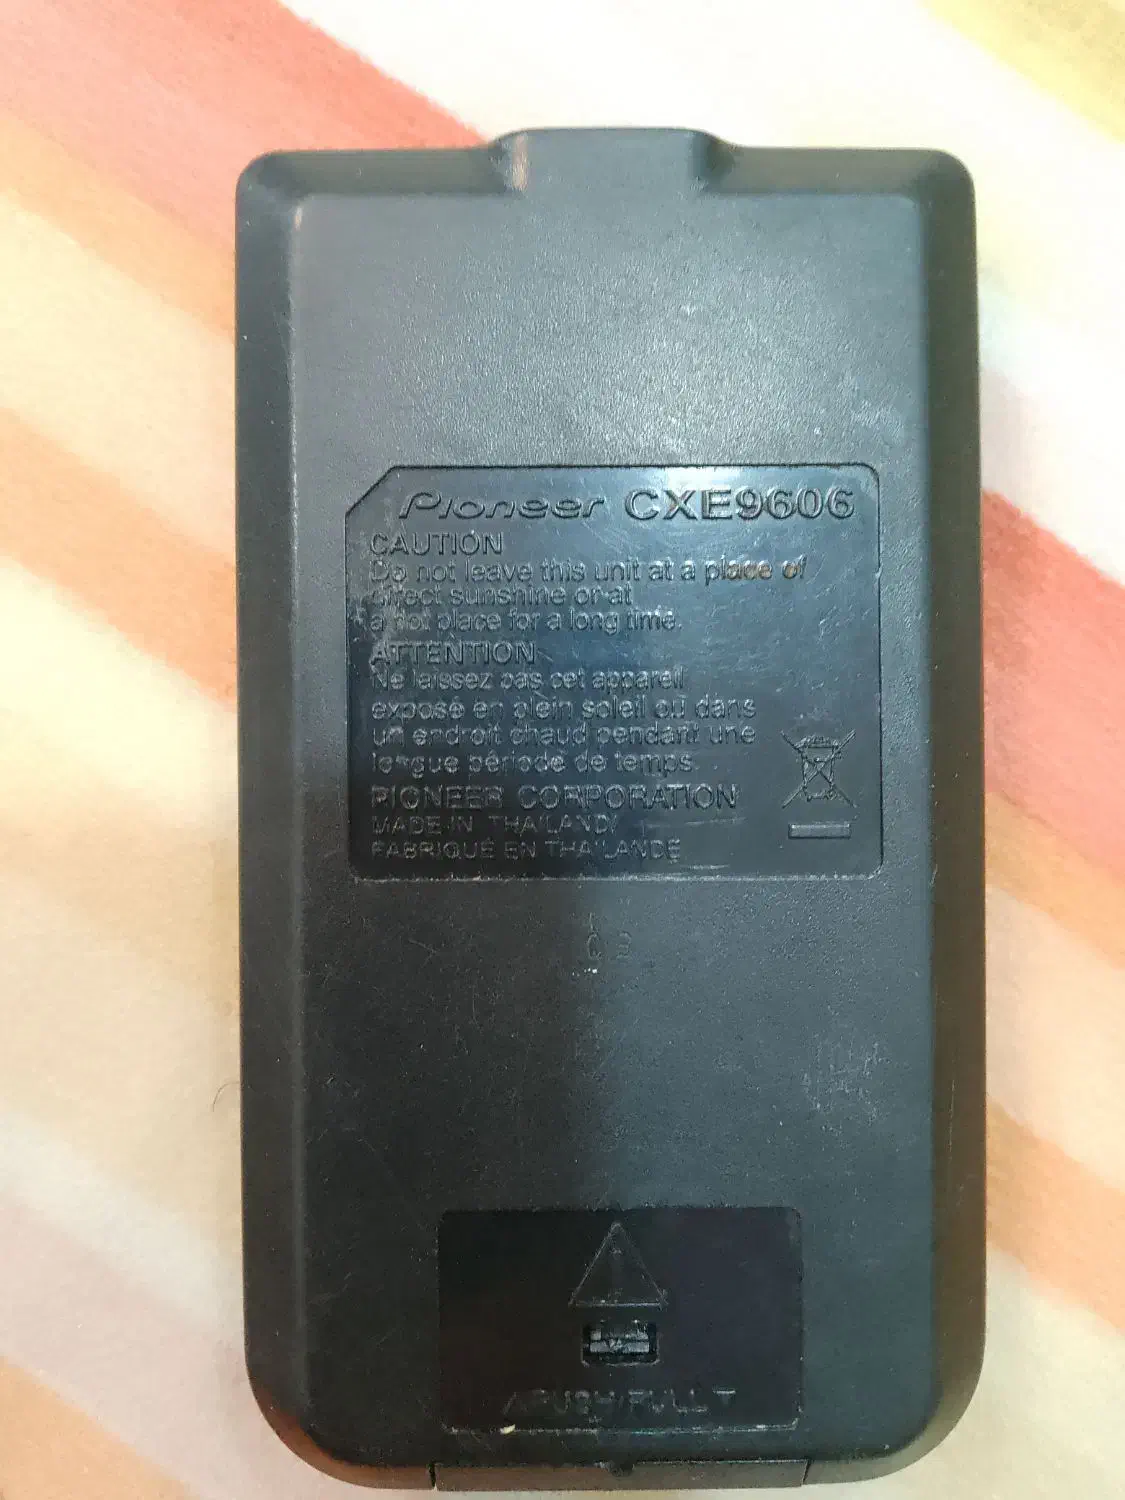 Pioneer CXE9606
CAUTION
Do not leave this unit at a place of
direct sunshine or at
a hot place for a long time.
ATTENTION
Ne laissez pas cet appareil
exposé en plein soleil ou dans
un endroit chaud pendant une
longue période de temps.
PIONEER CORPORATION
MADE IN THAILAND/
FABRIQUÉ EN THAILANDE
△PUSH/PULL▽